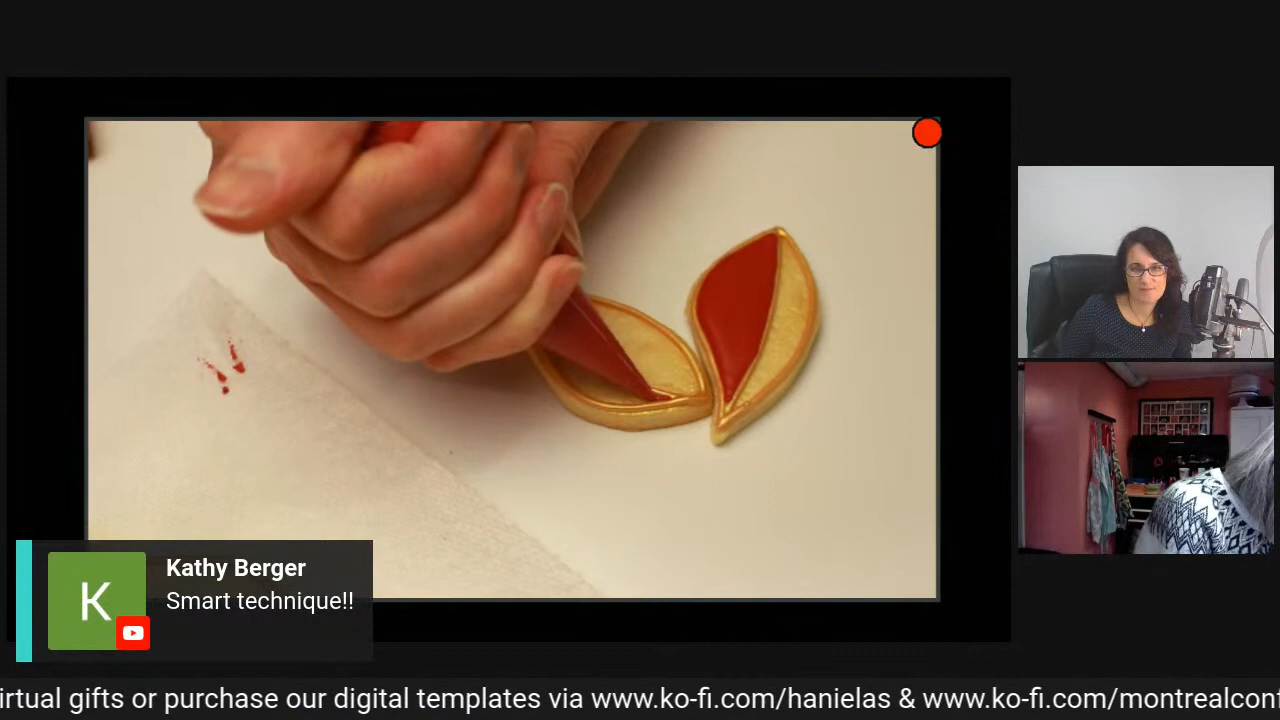 K
Kathy Berger
Smart technique!!
irtual gifts or purchase our digital templates via www.ko-fi.com/hanielas & www.ko-fi.com/montrealcon